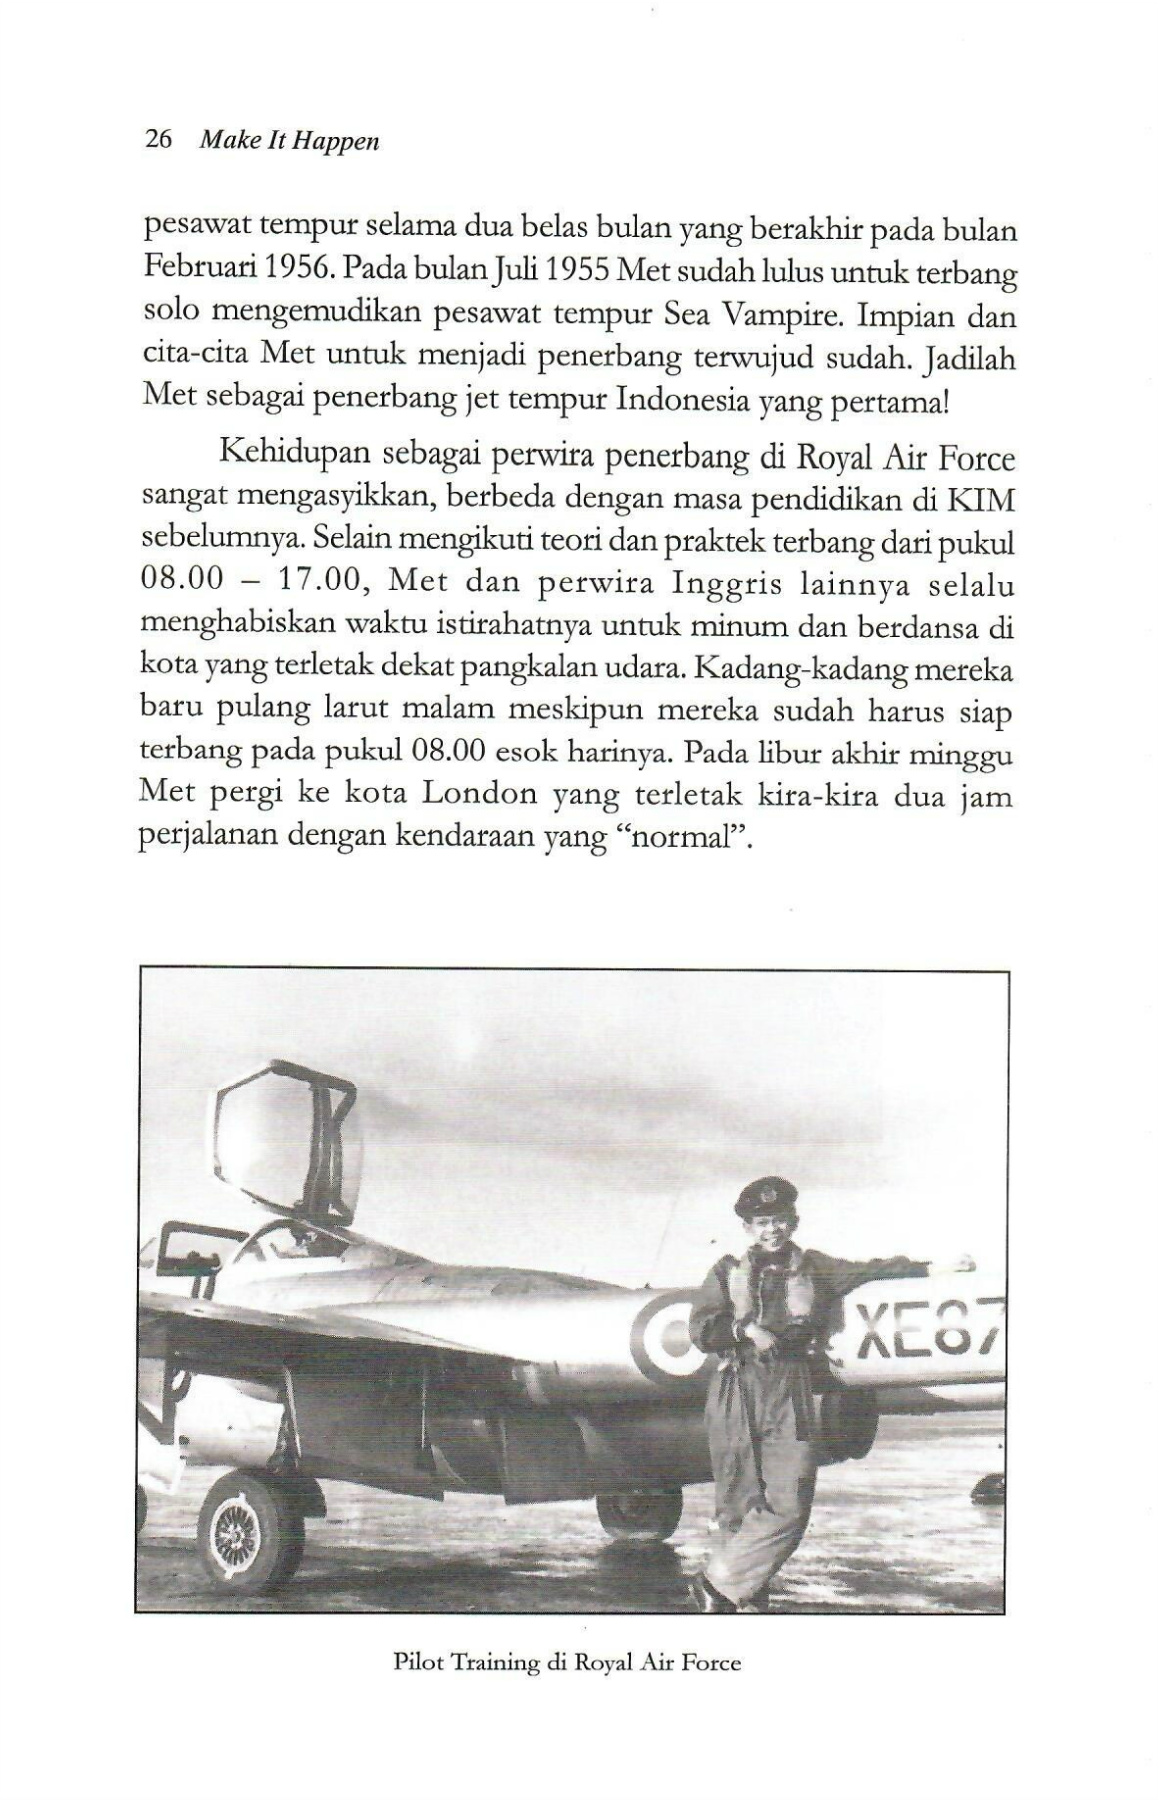 26 Make It Happen
pesawat tempur selama dua belas bulan yang berakhir pada bulan
Februari 1956. Pada bulan Juli 1955 Met sudah lulus untuk terbang
solo mengemudikan pesawat tempur Sea Vampire. Impian dan
cita-cita Met untuk menjadi penerbang terwujud sudah. Jadilah
Met sebagai penerbang jet tempur Indonesia yang pertama!
Kehidupan sebagai perwira penerbang di Royal Air Force
sangat mengasyikkan, berbeda dengan masa pendidikan di KIM
sebelumnya. Selain mengikuti teori dan praktek terbang dari pukul
08.00 – 17.00, Met dan perwira Inggris lainnya selalu
menghabiskan waktu istirahatnya untuk minum dan berdansa di
kota yang terletak dekat pangkalan udara. Kadang-kadang mereka
baru pulang larut malam meskipun mereka sudah harus siap
terbang pada pukul 08.00 esok harinya. Pada libur akhir minggu
Met pergi ke kota London yang terletak kira-kira dua jam
perjalanan dengan kendaraan yang “normal”.
XE87
Pilot Training di Royal Air Force